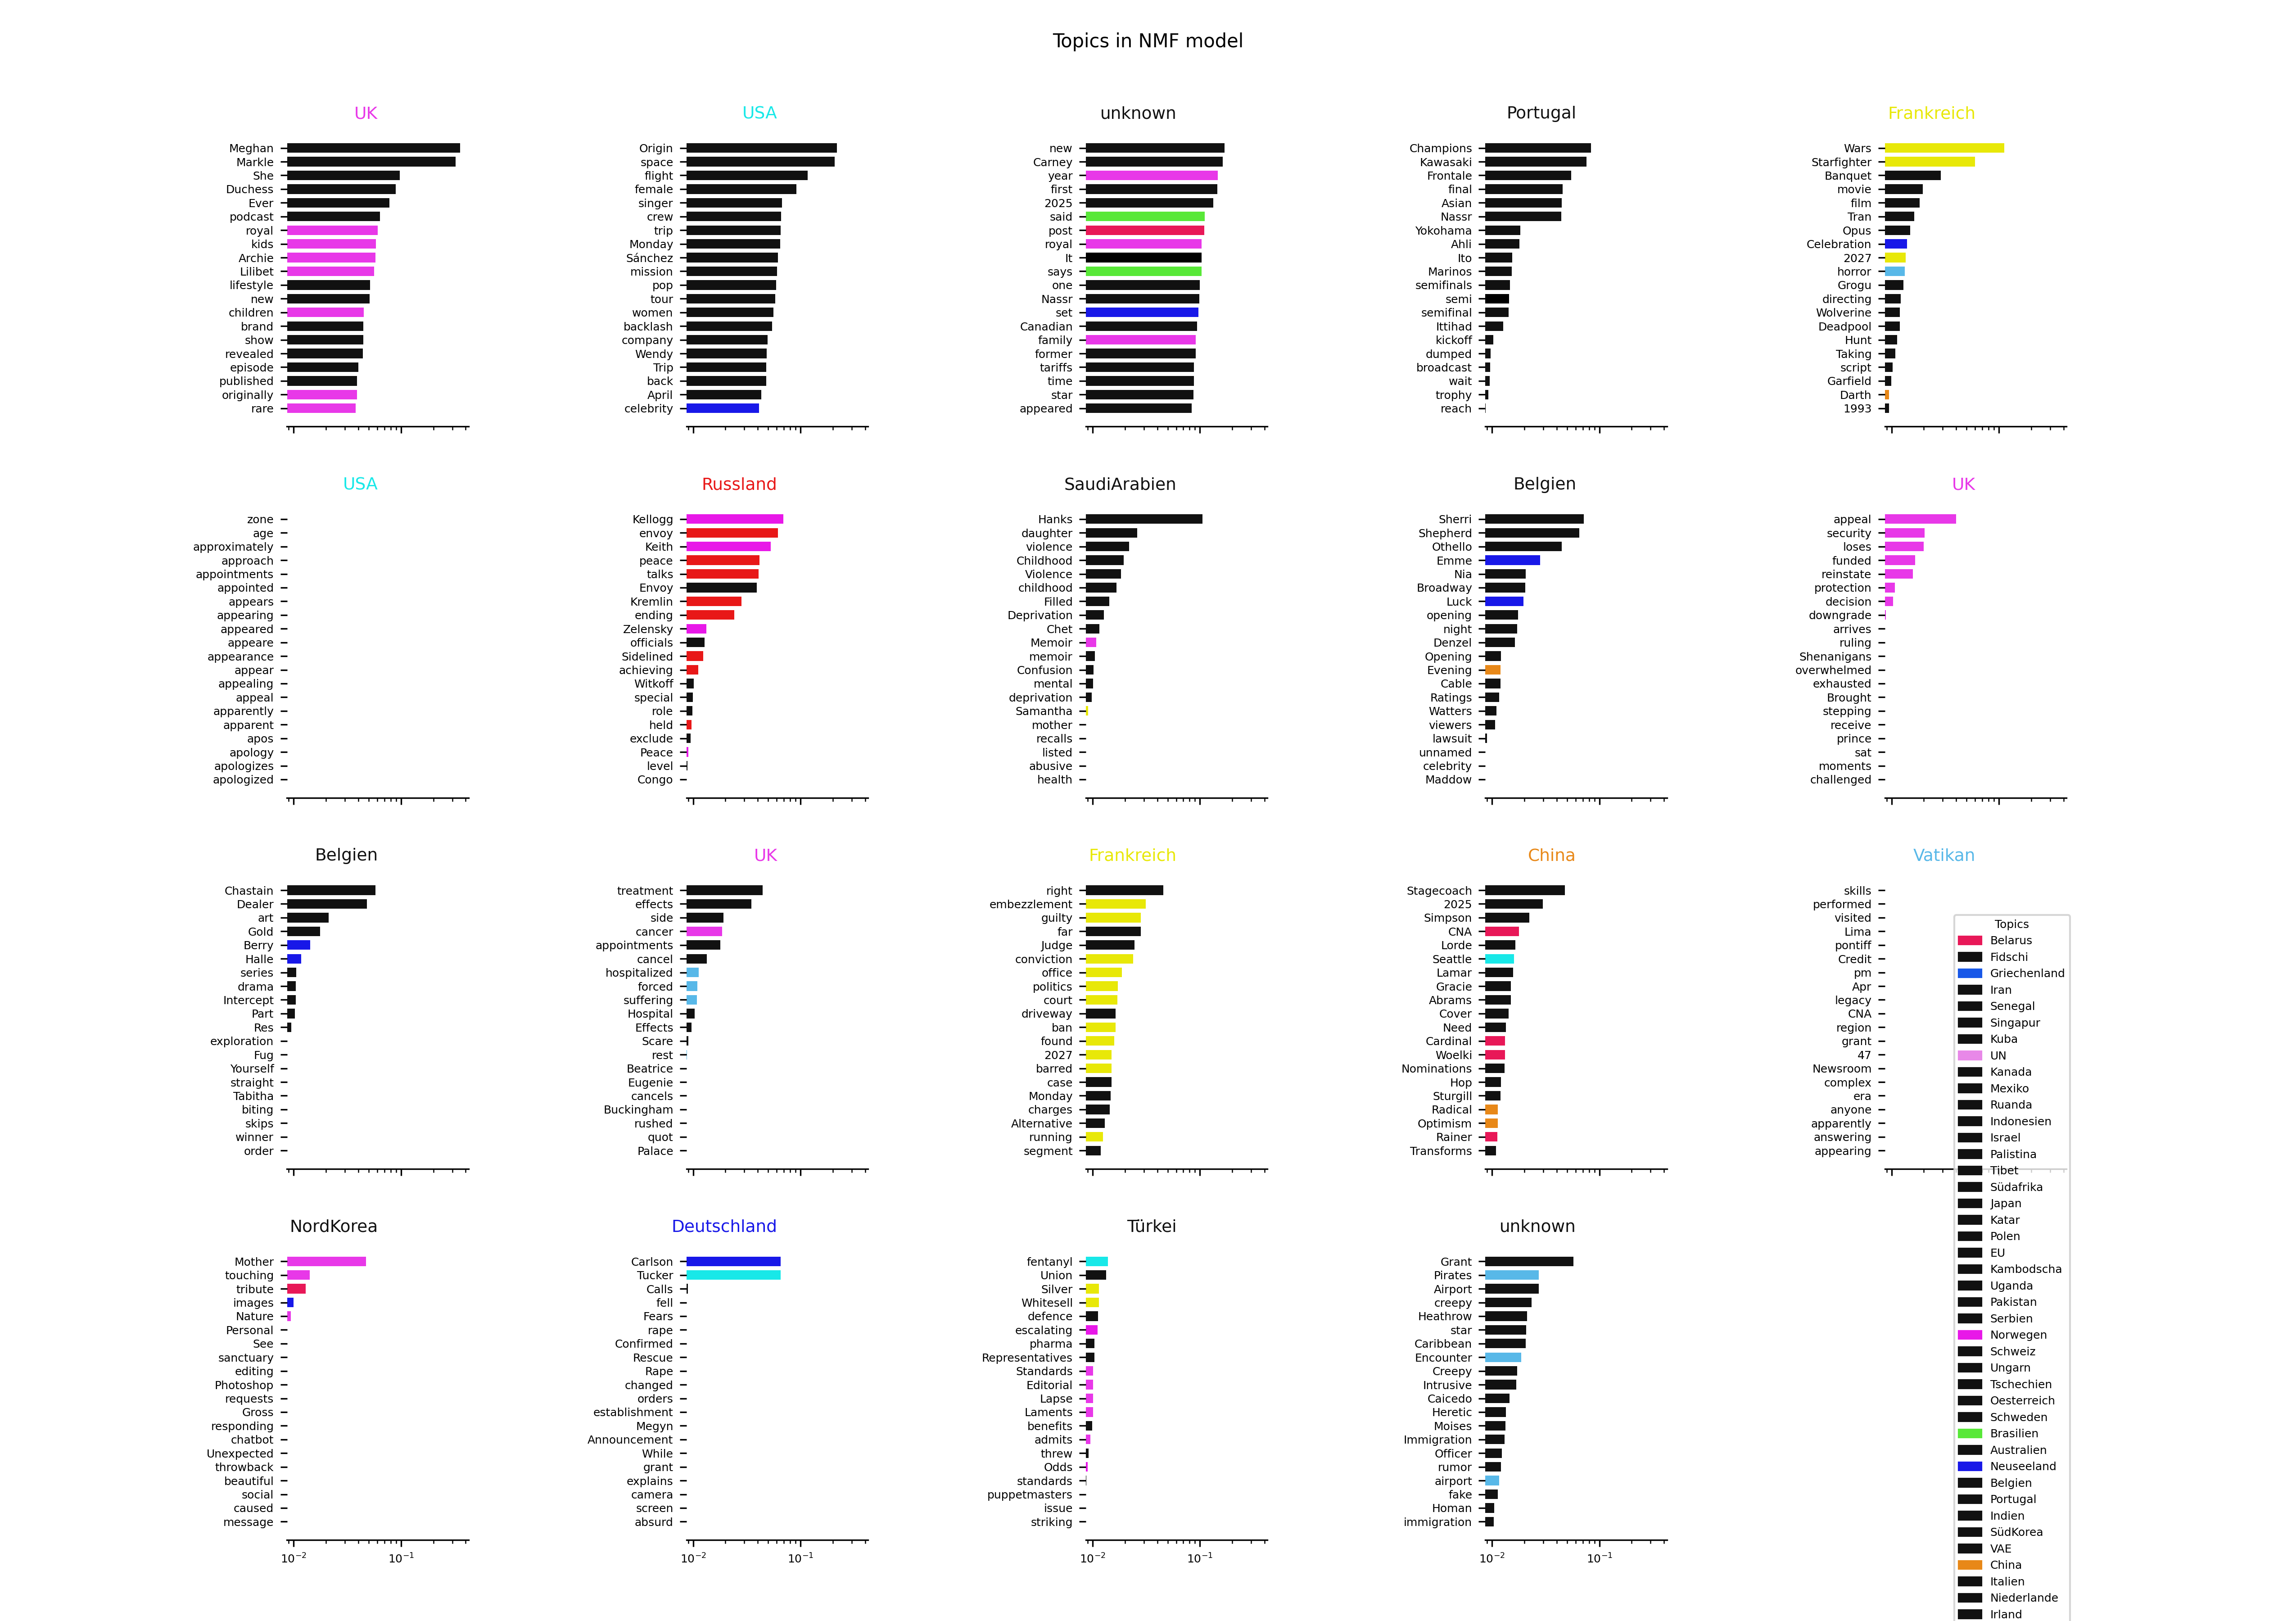 Topics in NMF model
UK
Meghan
Markle
She
Duchess
Ever
podcast
royal
kids
Archie
Lilibet
lifestyle
new
children
brand
show
revealed
episode
published
originally
rare
USA
Origin
space
flight
female
singer
crew
trip
Monday
Sánchez
mission
pop
tour
women
backlash
company
Wendy
Trip
back
April
celebrity
unknown
new
Carney
year
first
2025
said
post
royal
It
says
one
Nassr
set
Canadian
family
former
tariffs
time
star
appeared
Portugal
Champions
Kawasaki
Frontale
final
Asian
Nassr
Yokohama
Ahli
Ito
Marinos
semifinals
semi
semifinal
Ittihad
kickoff
dumped
broadcast
wait
trophy
reach
Frankreich
Wars
Starfighter
Banquet
movie
film
Tran
Opus
Celebration
2027
horror
Grogu
directing
Wolverine
Deadpool
Hunt
Taking
script
Garfield
Darth
1993
USA
zone
age
approximately
approach
appointments
appointed
appears
appearing
appeared
appeare
appearance
appear
appealing
appeal
apparently
apparent
apos
apology
apologizes
apologized
Russland
Kellogg
envoy
Keith
peace
talks
Envoy
Kremlin
ending
Zelensky
officials
Sidelined
achieving
Witkoff
special
role
held
exclude
Peace
level
Congo
SaudiArabien
Hanks
daughter
violence
Childhood
Violence
childhood
Filled
Deprivation
Chet
Memoir
memoir
Confusion
mental
deprivation
Samantha
mother
recalls
listed
abusive
health
Belgien
Sherri
Shepherd
Othello
Emme
Nia
Broadway
Luck
opening
night
Denzel
Opening
Evening
Cable
Ratings
Watters
viewers
lawsuit
unnamed
celebrity
Maddow
UK
appeal
security
loses
funded
reinstate
protection
decision
downgrade
arrives
ruling
Shenanigans
overwhelmed
exhausted
Brought
stepping
receive
prince
sat
moments
challenged
Belgien
Chastain
Dealer
art
Gold
Berry
Halle
series
drama
Intercept
Part
Res
exploration
Fug
Yourself
straight
Tabitha
biting
skips
winner
order
UK
treatment
effects
side
cancer
appointments
cancel
hospitalized
forced
suffering
Hospital
Effects
Scare
rest
Beatrice
Eugenie
cancels
Buckingham
rushed
quot
Palace
Frankreich
right
embezzlement
guilty
far
Judge
conviction
office
politics
court
driveway
ban
found
2027
barred
case
Monday
charges
Alternative
running
segment
China
Stagecoach
2025
Simpson
CNA
Lorde
Seattle
Lamar
Gracie
Abrams
Cover
Need
Cardinal
Woelki
Nominations
Hop
Sturgill
Radical
Optimism
Rainer
Transforms
Vatikan
skills
performed
visited
Lima
pontiff
Credit
pm
Apr
legacy
CNA
region
grant
47
Newsroom
complex
era
anyone
apparently
answering
appearing
NordKorea
Mother
touching
tribute
images
Nature
Personal
See
sanctuary
editing
Photoshop
requests
Gross
responding
chatbot
Unexpected
throwback
beautiful
social
caused
message
10⁻²
10⁻¹
Deutschland
Carlson
Tucker
Calls
fell
Fears
rape
Confirmed
Rescue
Rape
changed
orders
establishment
Megyn
Announcement
While
grant
explains
camera
screen
absurd
10⁻²
10⁻¹
Türkei
fentanyl
Union
Silver
Whitesell
defence
escalating
pharma
Representatives
Standards
Editorial
Lapse
Laments
benefits
admits
threw
Odds
standards
puppetmasters
issue
striking
10⁻²
10⁻¹
unknown
Grant
Pirates
Airport
creepy
Heathrow
star
Caribbean
Encounter
Creepy
Intrusive
Caicedo
Heretic
Moises
Immigration
Officer
rumor
airport
fake
Homan
immigration
10⁻²
10⁻¹
Topics
Belarus
Fidschi
Griechenland
Iran
Senegal
Singapur
Kuba
UN
Kanada
Mexiko
Ruanda
Indonesien
Israel
Palistina
Tibet
Südafrika
Japan
Katar
Polen
EU
Kambodscha
Uganda
Pakistan
Serbien
Norwegen
Schweiz
Ungarn
Tschechien
Oesterreich
Schweden
Brasilien
Australien
Neuseeland
Belgien
Portugal
Indien
SüdKorea
VAE
China
Italien
Niederlande
Irland